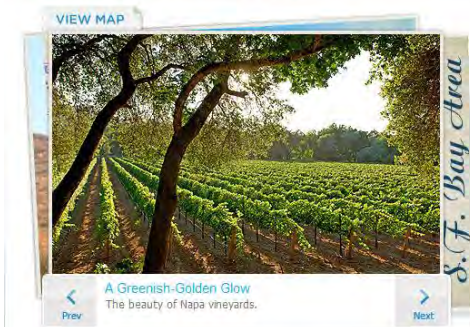 VIEW MAP
S. F. Bay Area
A Greenish-Golden Glow
The beauty of Napa vineyards.
Prev
Next